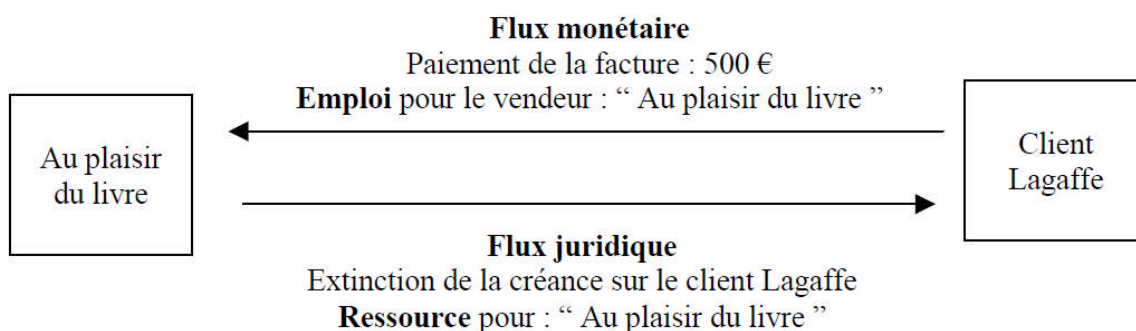 Flux monétaire
Paiement de la facture : 500 €
Emploi pour le vendeur : “ Au plaisir du livre ”
Au plaisir
du livre
Client
Lagaffe
Flux juridique
Extinction de la créance sur le client Lagaffe
Ressource pour : “ Au plaisir du livre ”